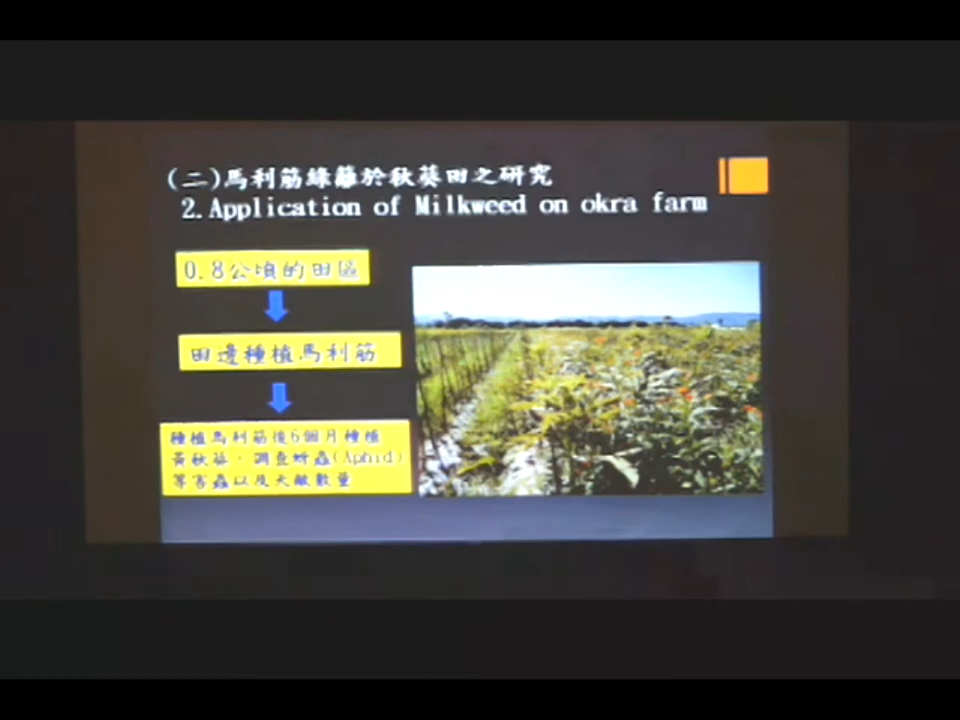 (二)馬利筋綠籬於秋葵田之研究
2.Application of Milkweed on okra farm
0.8公頃的田區
田邊種植馬利筋
種植馬利筋後6個月種植
黃秋葵，調查蚜蟲(Aphid)
等害蟲以及天敵數量